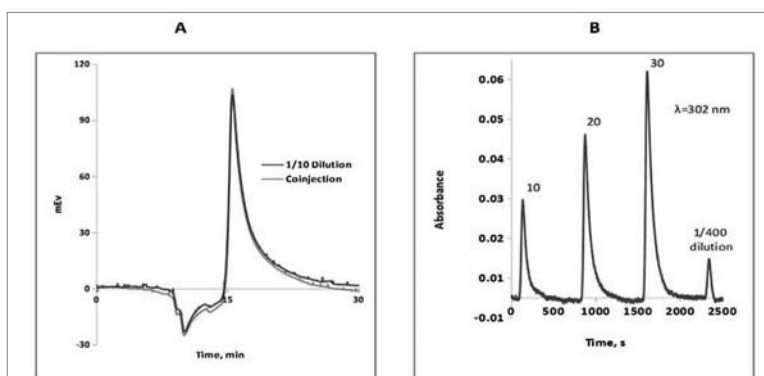 A
120
90
60
30
0
-30
mEv
0
15
30
Time, min
1/10 Dilution
Coinjection
B
0.06
0.05
0.04
0.03
0.02
0.01
-0.01
Absorbance
10
20
30
λ=302 nm
1/400
dilution
0
500
1000
1500
2000
2500
Time, s